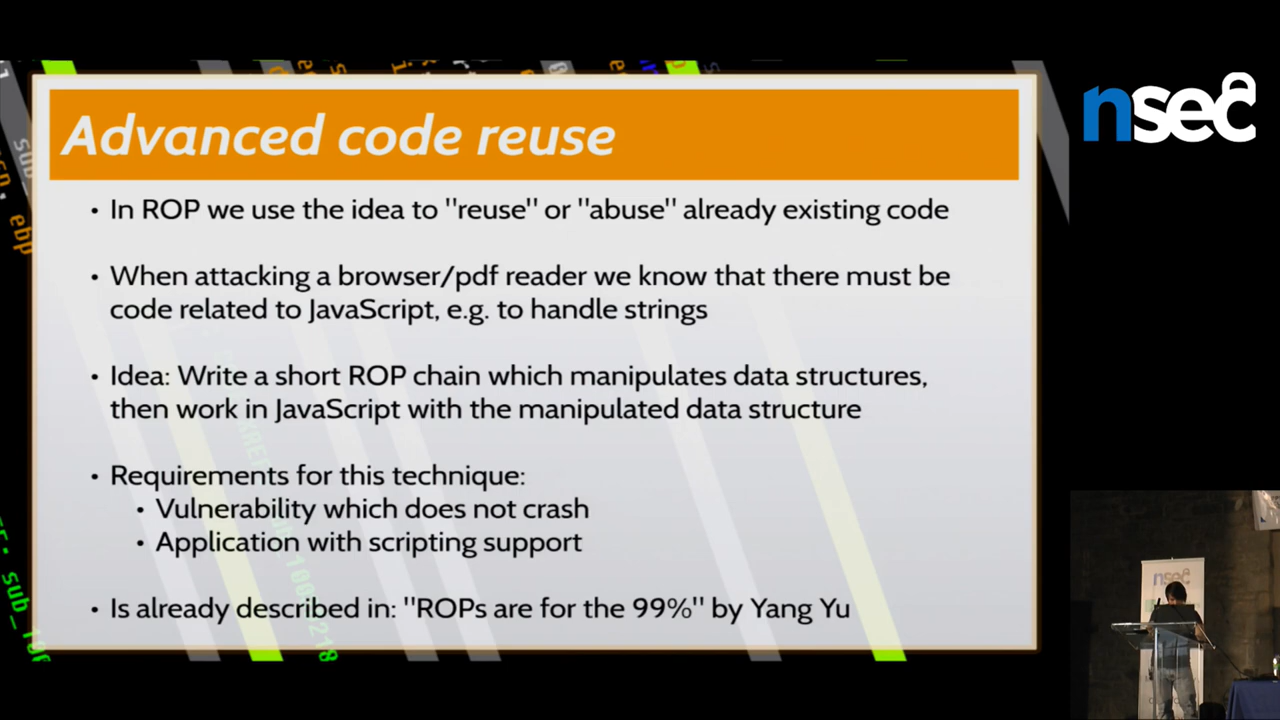 nsec
Advanced code reuse
• In ROP we use the idea to "reuse" or "abuse" already existing code
• When attacking a browser/pdf reader we know that there must be
code related to JavaScript, e.g. to handle strings
• Idea: Write a short ROP chain which manipulates data structures,
then work in JavaScript with the manipulated data structure
• Requirements for this technique:
• Vulnerability which does not crash
• Application with scripting support
• Is already described in: "ROPs are for the 99%" by Yang Yu
sub_
ebp
nsec